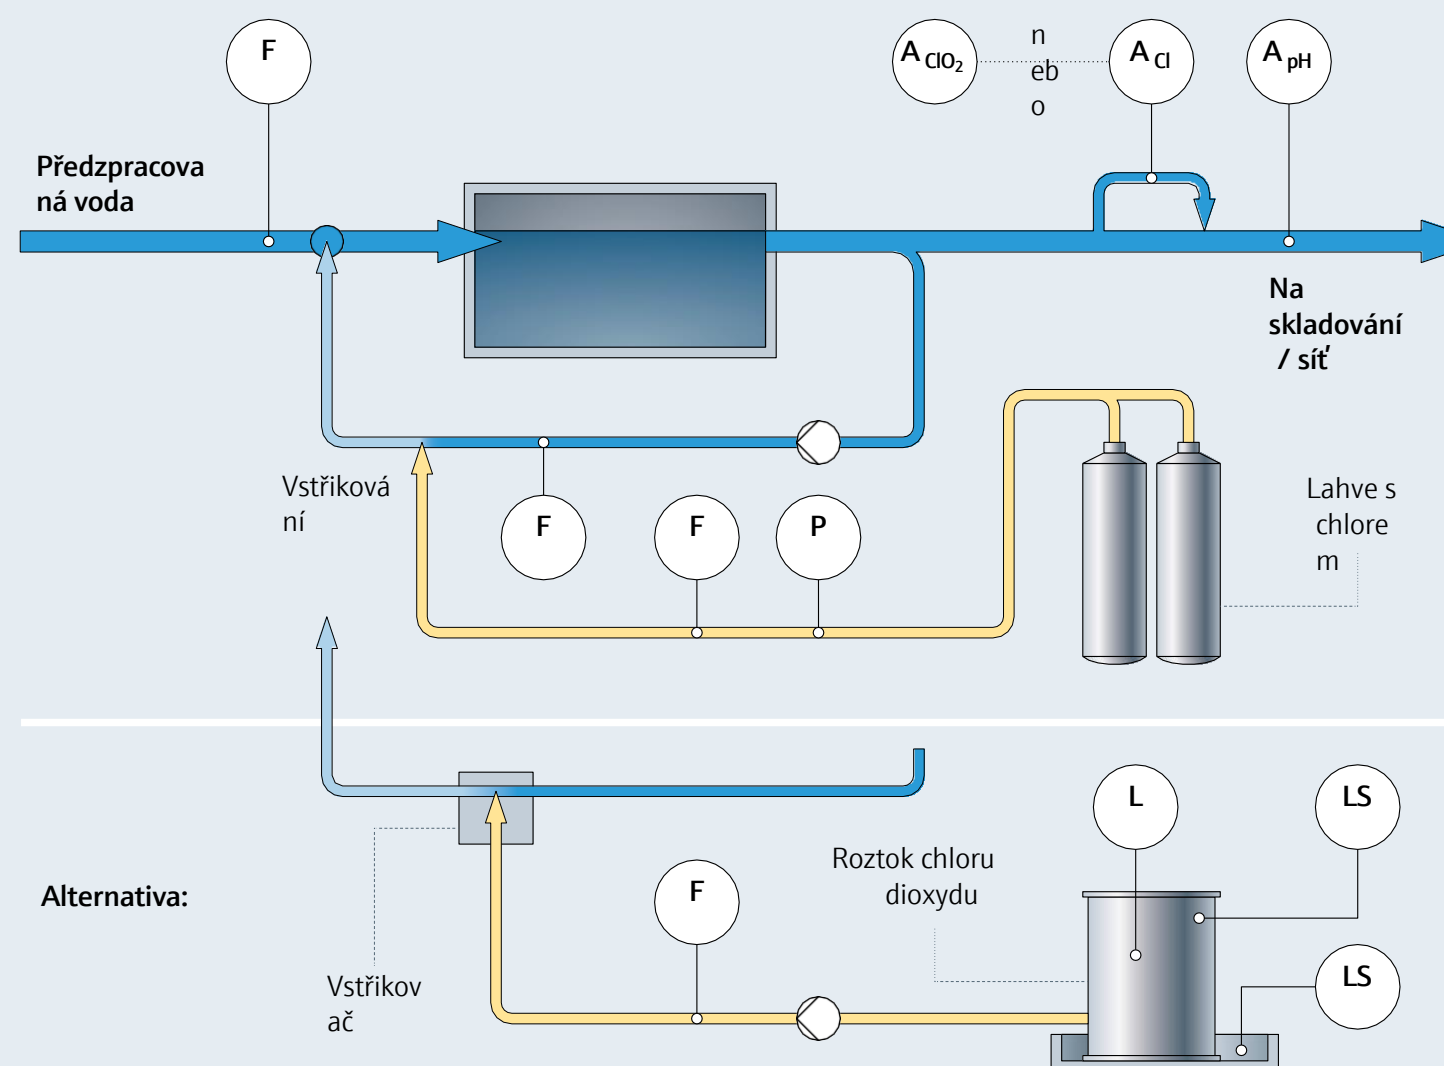 F
A ClO₂
n
eb
o
A Cl
A pH
Předzpracova
ná voda
Na
skladování
/ síť
Vstřiková
ní
F
F
P
Lahve s
chlore
m
Alternativa:
Vstřikov
ač
F
Roztok chloru
dioxydu
L
LS
LS